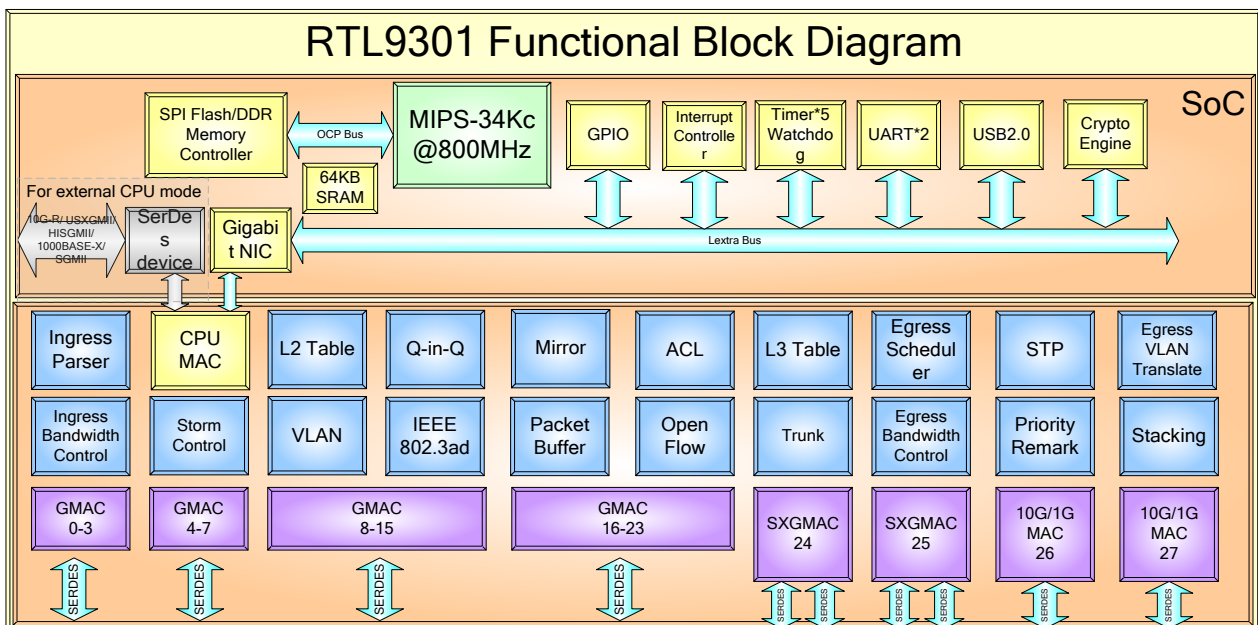 RTL9301 Functional Block Diagram
SoC
SPI Flash/DDR
Memory
Controller
OCP Bus
MIPS-34Kc
@800MHz
GPIO
Interrupt
Controlle
r
Timer*5
Watchdo
g
UART*2
USB2.0
Crypto
Engine
64KB
SRAM
For external CPU mode
10G-R/ USXGMII/
HISGMII/
1000BASE-X/
SGMII
SerDe
s
device
Gigabi
t NIC
Lextra Bus
Ingress
Parser
CPU
MAC
L2 Table
Q-in-Q
Mirror
ACL
L3 Table
Egress
Schedul
er
STP
Egress
VLAN
Translate
Ingress
Bandwidth
Control
Storm
Control
VLAN
IEEE
802.3ad
Packet
Buffer
Open
Flow
Trunk
Egress
Bandwidth
Control
Priority
Remark
Stacking
GMAC
0-3
GMAC
4-7
GMAC
8-15
GMAC
16-23
SXGMAC
24
SXGMAC
25
10G/1G
MAC
26
10G/1G
MAC
27
SERDES
SERDES
SERDES
SERDES
SERDES
SERDES
SERDES
SERDES
SERDES
SERDES